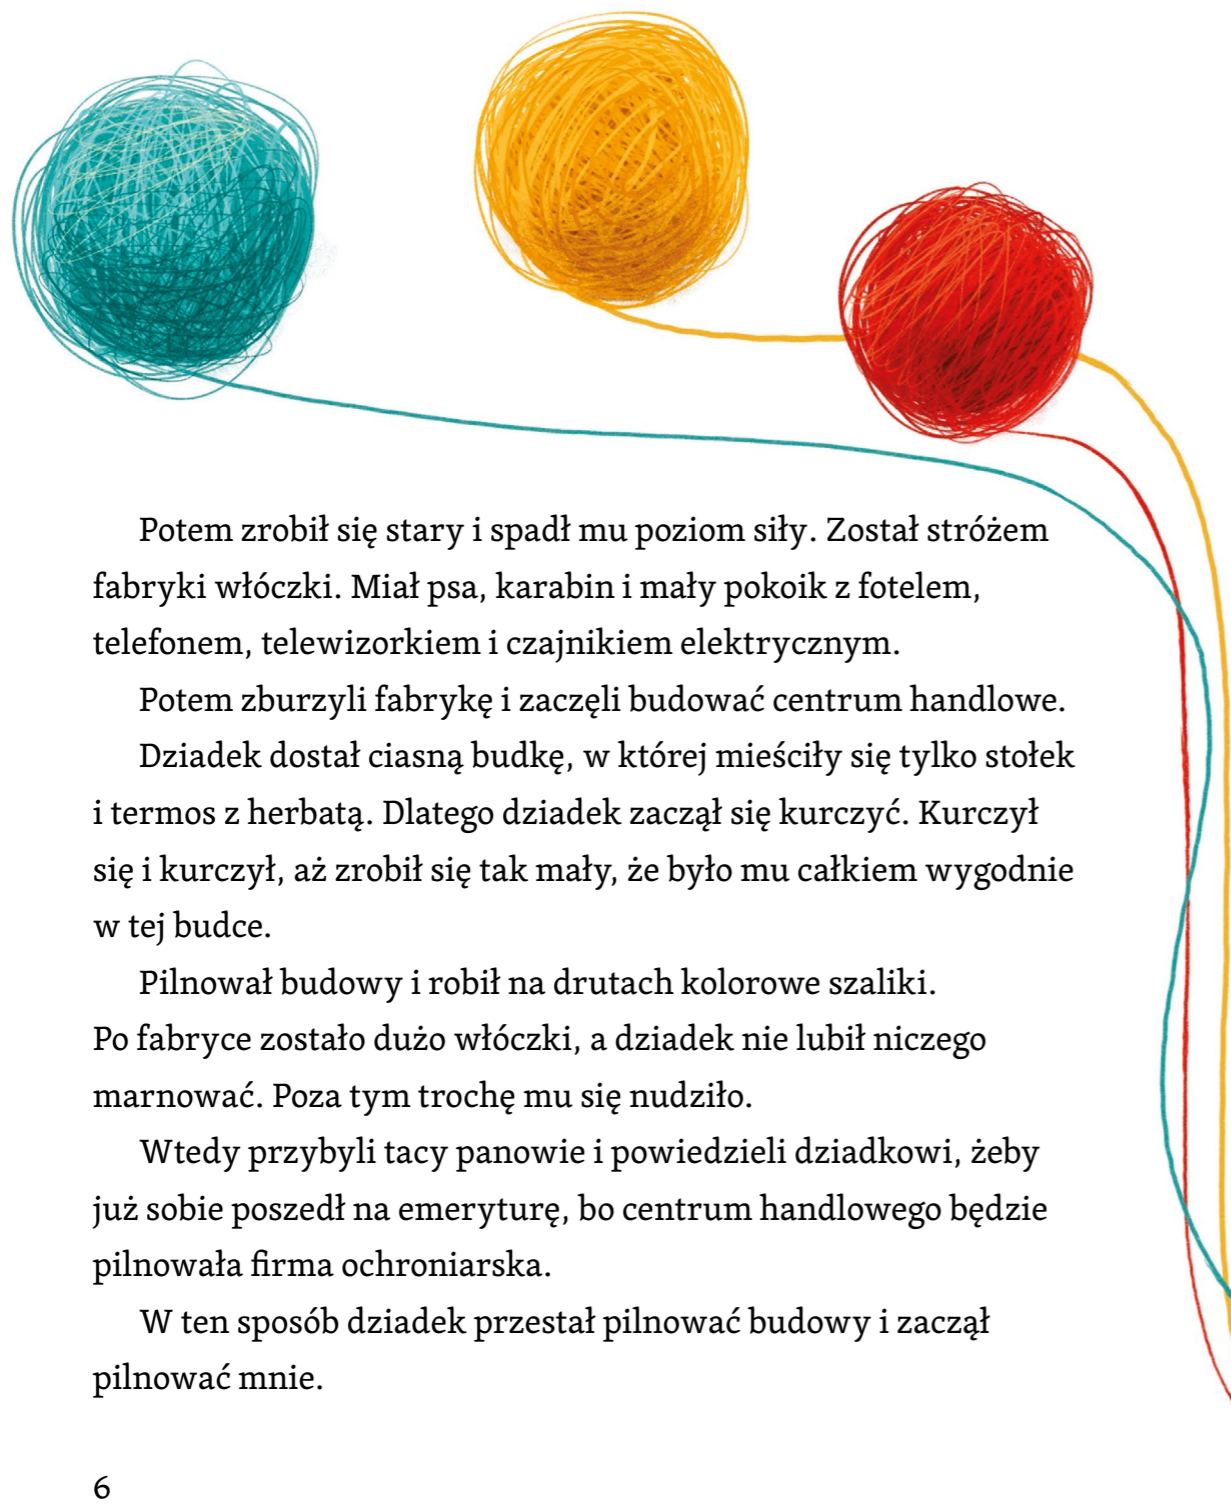 Potem zrobił się stary i spadł mu poziom siły. Został stróżem
fabryki włóczki. Miał psa, karabin i mały pokoik z fotelem,
telefonem, telewizorkiem i czajnikiem elektrycznym.
Potem zburzyli fabrykę i zaczęli budować centrum handlowe.
Dziadek dostał ciasną budkę, w której mieściły się tylko stołek
i termos z herbatą. Dlatego dziadek zaczął się kurczyć. Kurczył
się i kurczył, aż zrobił się tak mały, że było mu całkiem wygodnie
w tej budce.
Pilnował budowy i robił na drutach kolorowe szaliki.
Po fabryce zostało dużo włóczki, a dziadek nie lubił niczego
marnować. Poza tym trochę mu się nudziło.
Wtedy przybyli tacy panowie i powiedzieli dziadkowi, żeby
już sobie poszedł na emeryturę, bo centrum handlowego będzie
pilnowała firma ochroniarska.
W ten sposób dziadek przestał pilnować budowy i zaczął
pilnować mnie.
6